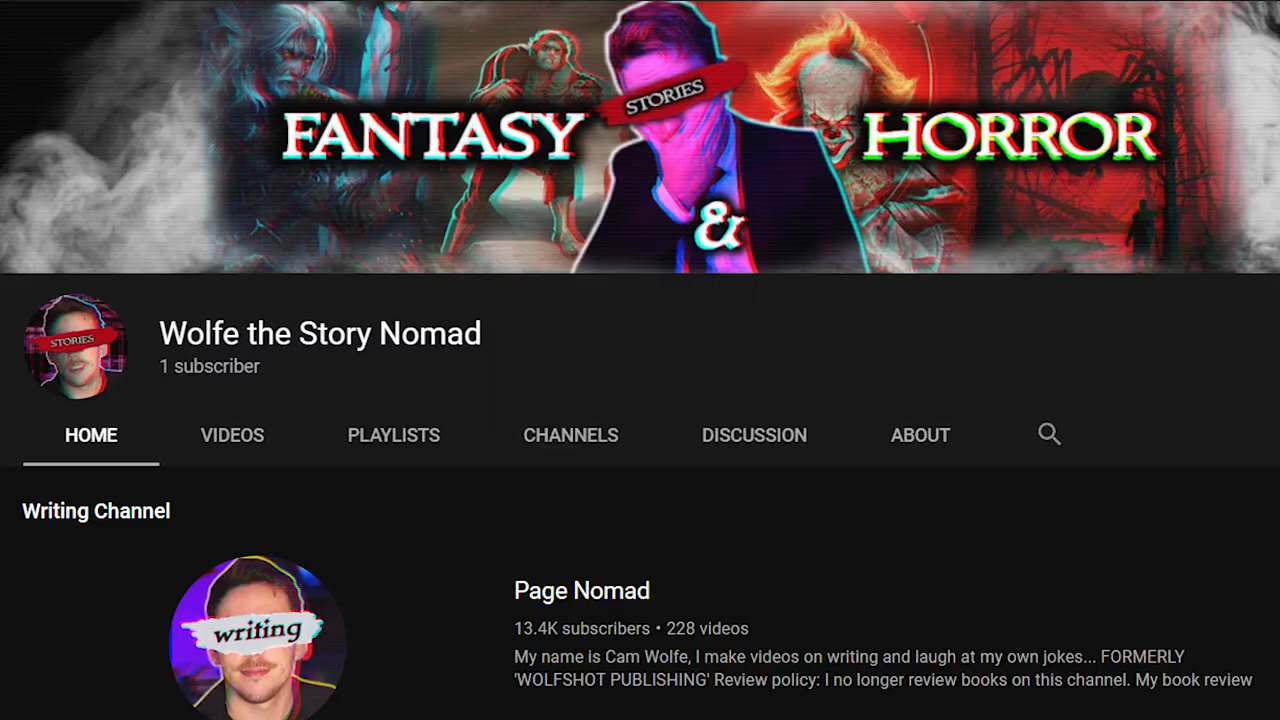 STORIES
FANTASY
HORROR
&
STORIES
Wolfe the Story Nomad
1 subscriber
HOME VIDEOS PLAYLISTS CHANNELS DISCUSSION ABOUT
Writing Channel
writing
Page Nomad
13.4K subscribers • 228 videos
My name is Cam Wolfe, I make videos on writing and laugh at my own jokes... FORMERLY
'WOLFSHOT PUBLISHING' Review policy: I no longer review books on this channel. My book review